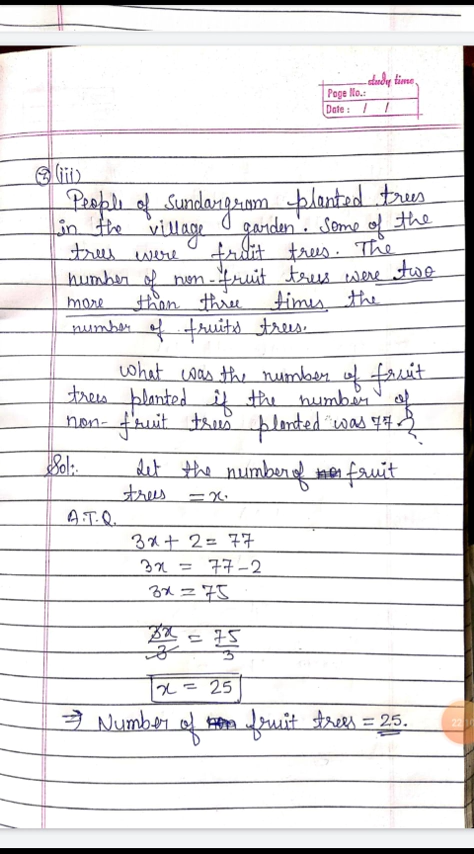 study time
Page No.:
Date : / /
③ (iii)
People of Sundargram planted trees
in the village garden. Some of the
trees were fruit trees. The
number of non-fruit trees were two
more than three times the
number of fruits trees.
What was the number of fruit
trees planted if the number of
non-fruit trees planted was 77?
Sol:.
Let the number of fruit
trees = x.
A.T.Q.
3x + 2 = 77
3x = 77-2
3x = 75
3x/3 = 75/3
x = 25
⇒ Number of fruit trees = 25.